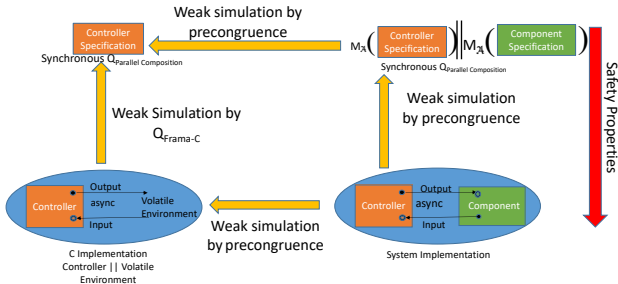 Controller
Specification
Synchronous Q Parallel Composition
Weak simulation by
precongruence
M𝔄( Controller
Specification ) || M𝔄( Component
Specification )
Synchronous Q Parallel Composition
Safety Properties
Weak Simulation by
Q Frama-C
Weak simulation
by precongruence
Controller
Output
async
Input
Volatile
Environment
C Implementation
Controller || Volatile
Environment
Weak simulation
by precongruence
Controller
Output
async
Input
Component
System Implementation